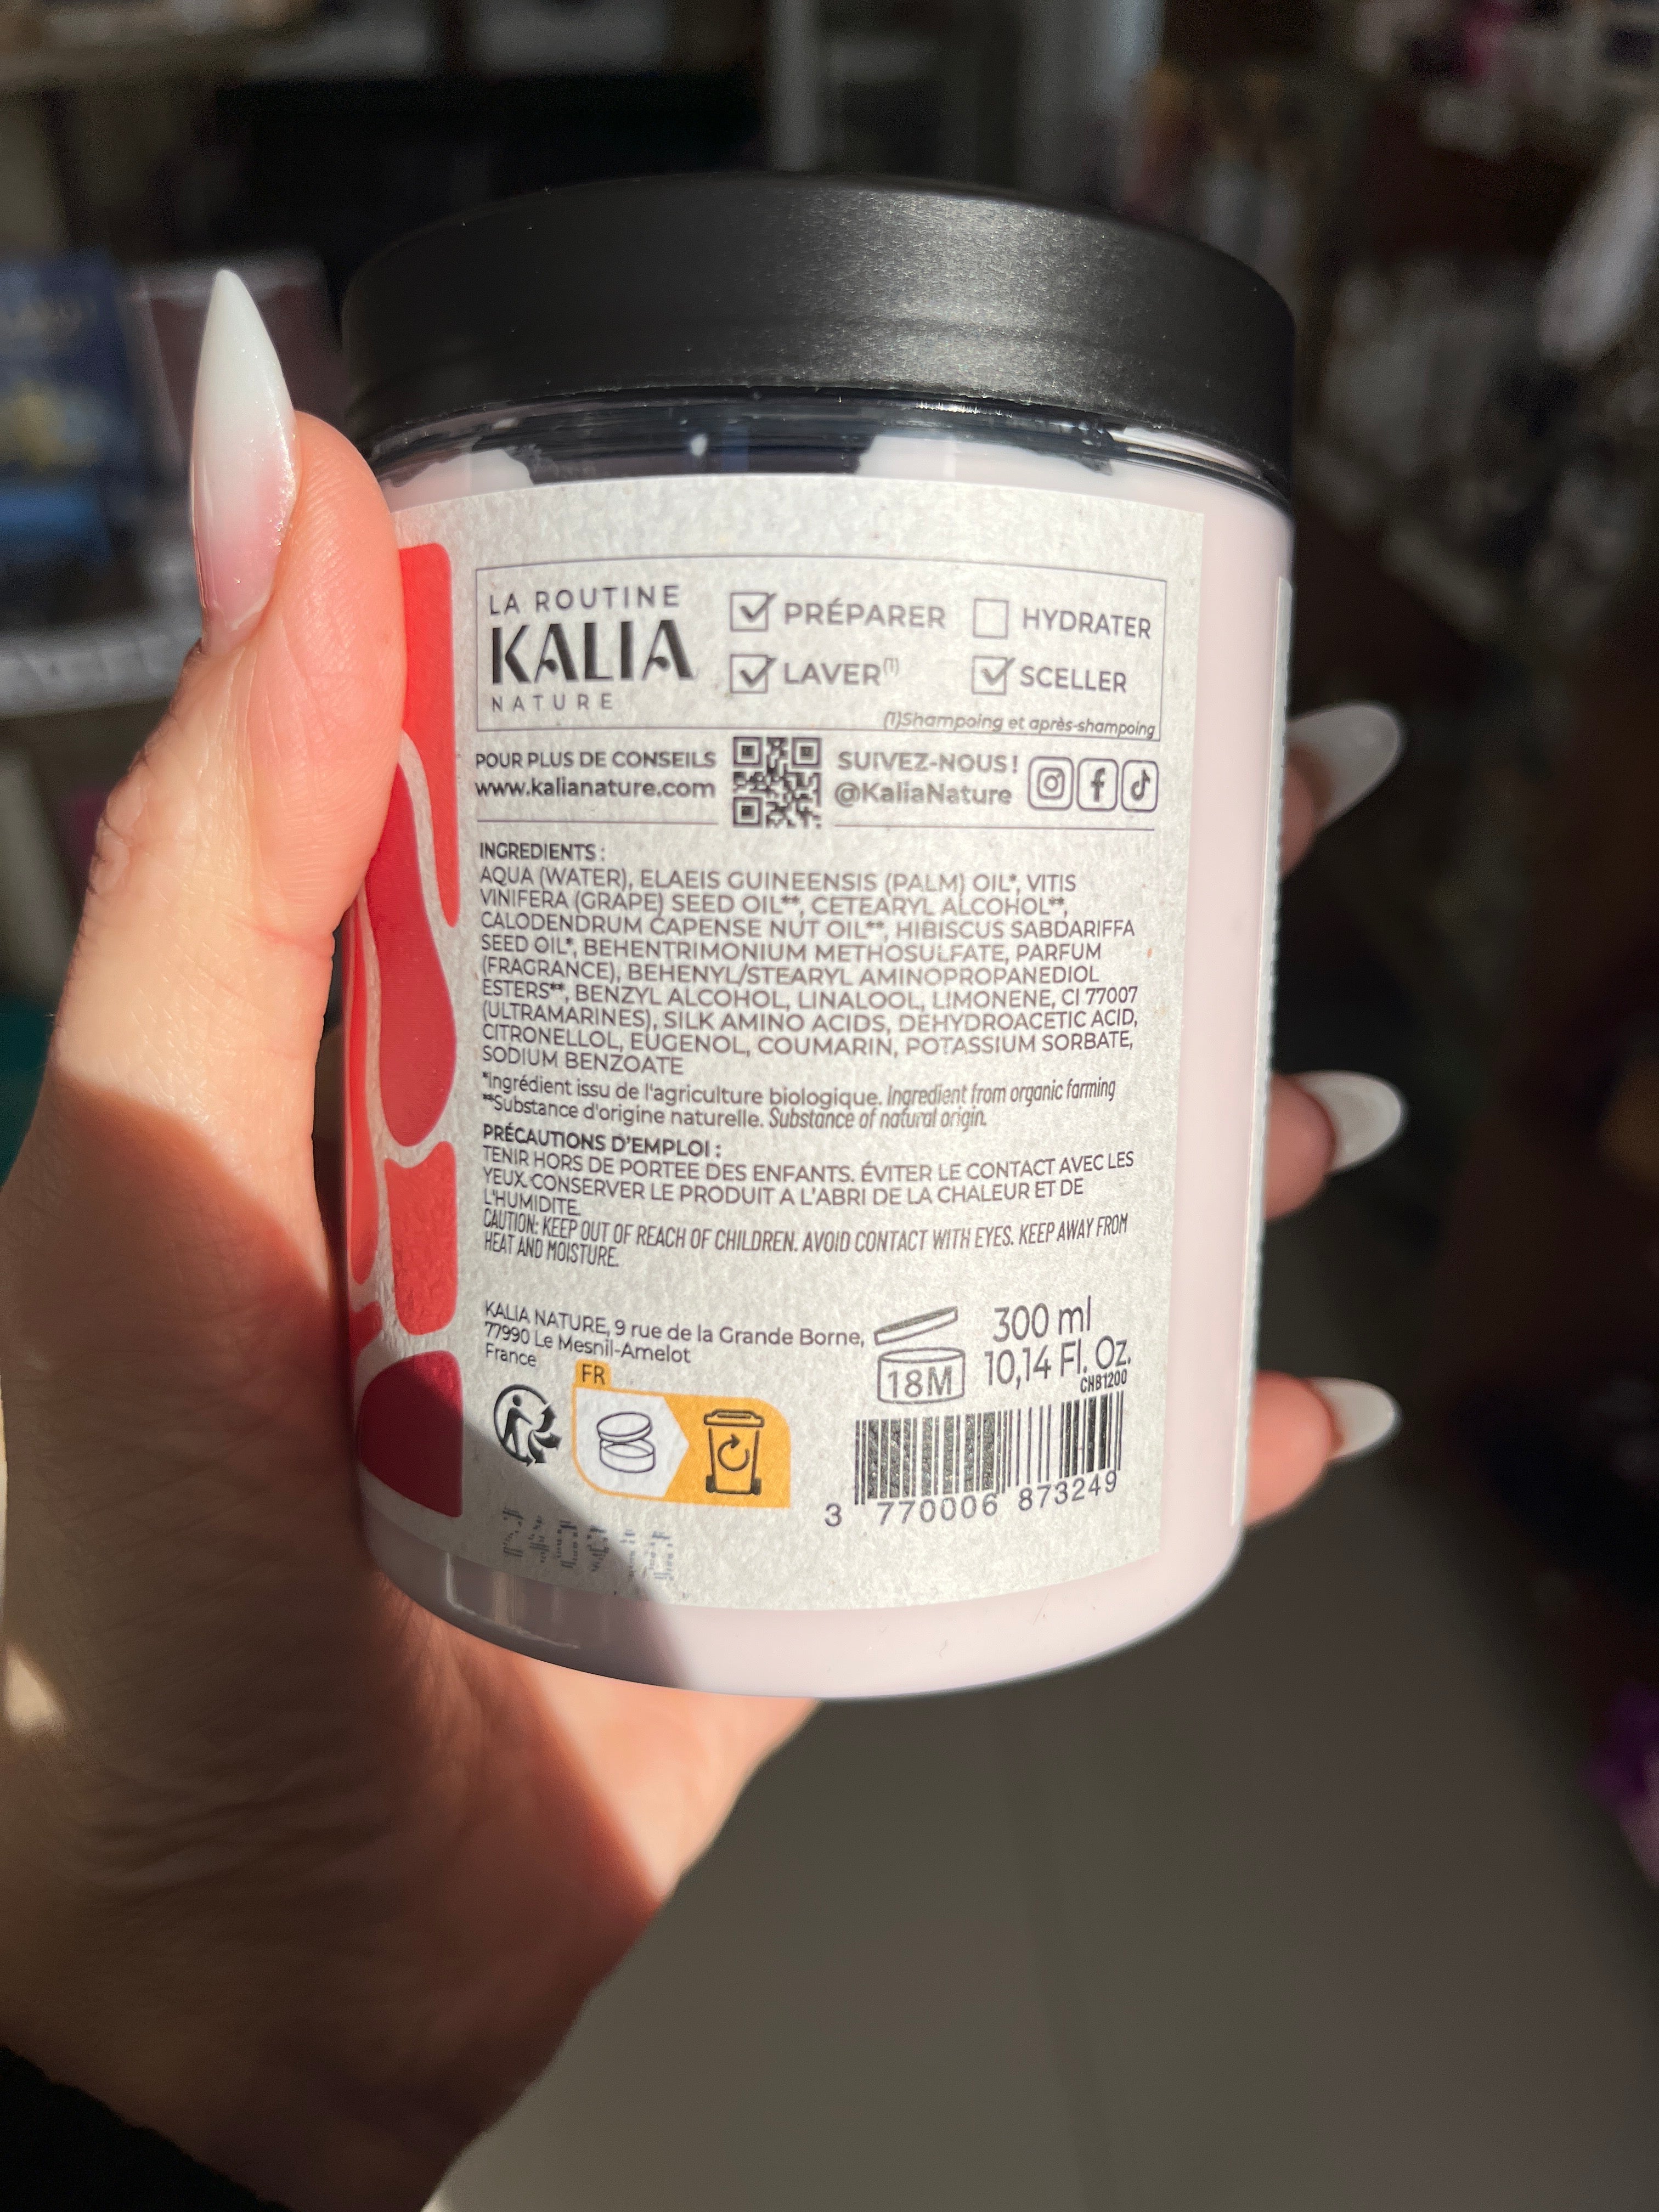 LA ROUTINE
KALIA
NATURE
PRÉPARER
HYDRATER
LAVER(1)
SCELLER
(1)Shampoing et après-shampoing
POUR PLUS DE CONSEILS
www.kalianature.com
SUIVEZ-NOUS !
@KaliaNature
INGREDIENTS :
AQUA (WATER), ELAEIS GUINEENSIS (PALM) OIL*, VITIS
VINIFERA (GRAPE) SEED OIL**, CETEARYL ALCOHOL**,
CALODENDRUM CAPENSE NUT OIL**, HIBISCUS SABDARIFFA
SEED OIL*, BEHENTRIMONIUM METHOSULFATE, PARFUM
(FRAGRANCE), BEHENYL/STEARYL AMINOPROPANEDIOL
ESTERS**, BENZYL ALCOHOL, LINALOOL, LIMONENE, CI 77007
(ULTRAMARINES), SILK AMINO ACIDS, DEHYDROACETIC ACID,
CITRONELLOL, EUGENOL, COUMARIN, POTASSIUM SORBATE,
SODIUM BENZOATE
*Ingrédient issu de l'agriculture biologique. Ingredient from organic farming
**Substance d'origine naturelle. Substance of natural origin.
PRÉCAUTIONS D'EMPLOI :
TENIR HORS DE PORTEE DES ENFANTS. ÉVITER LE CONTACT AVEC LES
YEUX. CONSERVER LE PRODUIT A L'ABRI DE LA CHALEUR ET DE
L'HUMIDITE.
CAUTION: KEEP OUT OF REACH OF CHILDREN. AVOID CONTACT WITH EYES. KEEP AWAY FROM
HEAT AND MOISTURE.
KALIA NATURE, 9 rue de la Grande Borne,
77990 Le Mesnil-Amelot
France
18M
300 ml
10,14 Fl. Oz.
CHB1200
FR
3 770006 873249